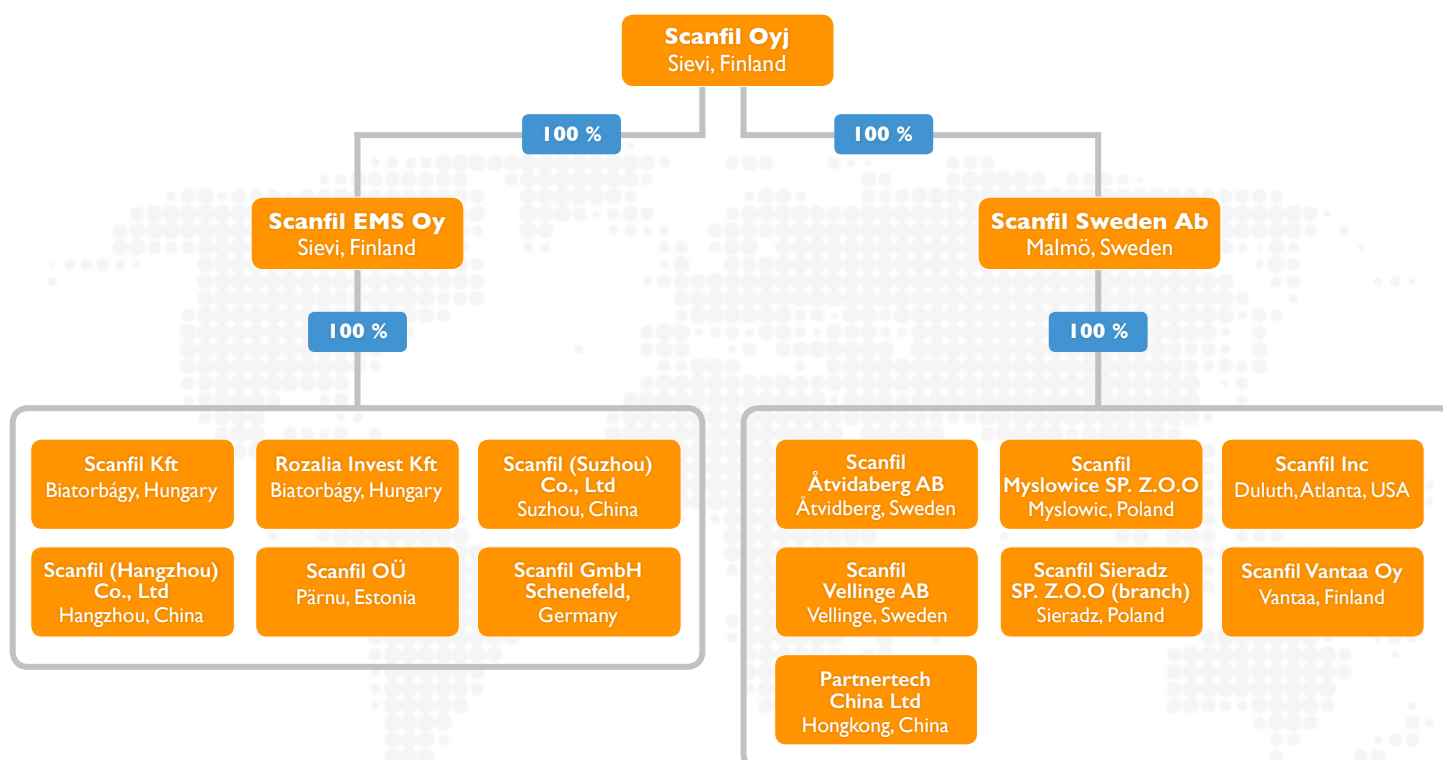 Scanfil Oyj
Sievi, Finland
100 %
100 %
Scanfil EMS Oy
Sievi, Finland
Scanfil Sweden Ab
Malmö, Sweden
100 %
100 %
Scanfil Kft
Biatorbágy, Hungary
Rozalia Invest Kft
Biatorbágy, Hungary
Scanfil (Suzhou)
Co., Ltd
Suzhou, China
Scanfil (Hangzhou)
Co., Ltd
Hangzhou, China
Scanfil OÜ
Pärnu, Estonia
Scanfil GmbH
Schenefeld,
Germany
Scanfil
Åtvidaberg AB
Åtvidberg, Sweden
Scanfil
Myslowice SP. Z.O.O
Myslowic, Poland
Scanfil Inc
Duluth, Atlanta, USA
Scanfil
Vellinge AB
Vellinge, Sweden
Scanfil Sieradz
SP. Z.O.O (branch)
Sieradz, Poland
Scanfil Vantaa Oy
Vantaa, Finland
Partnertech
China Ltd
Hongkong, China